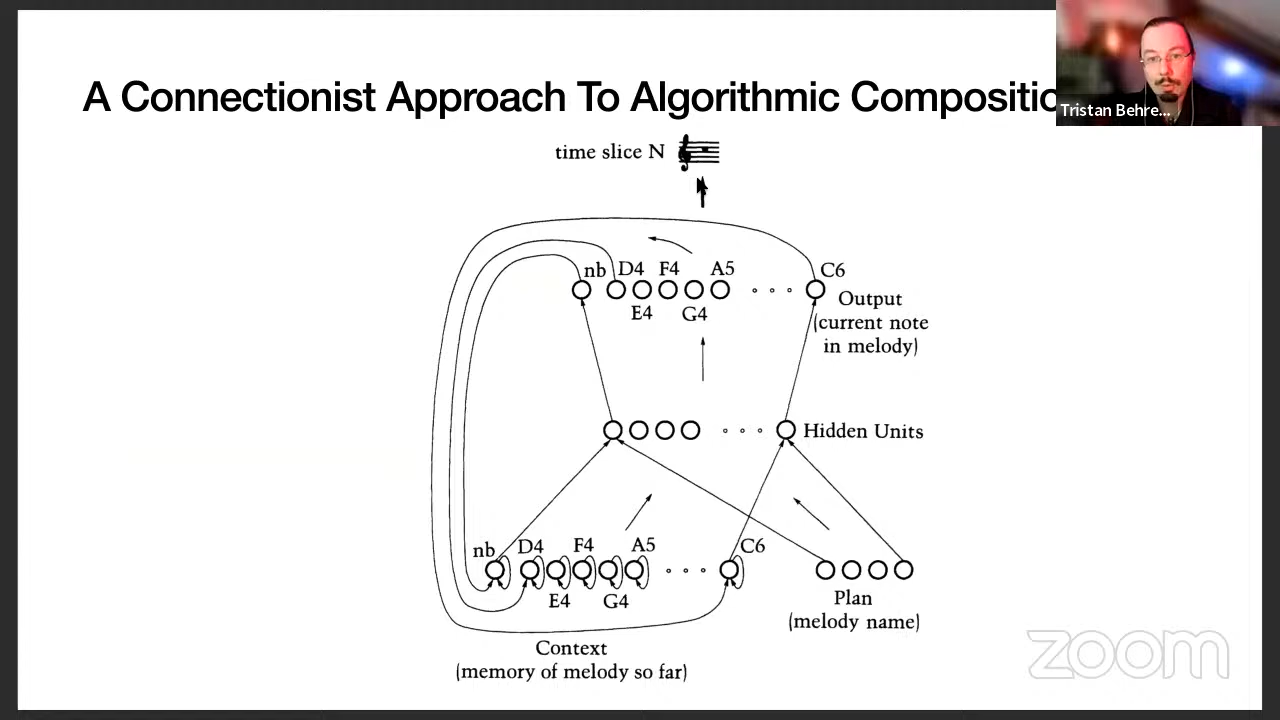 A Connectionist Approach To Algorithmic Compositio
Tristan Behre...
time slice N
nb D4 F4 A5 C6
E4 G4
Output
(current note
in melody)
Hidden Units
nb D4 F4 A5 C6
E4 G4
Plan
(melody name)
Context
(memory of melody so far)
zoom